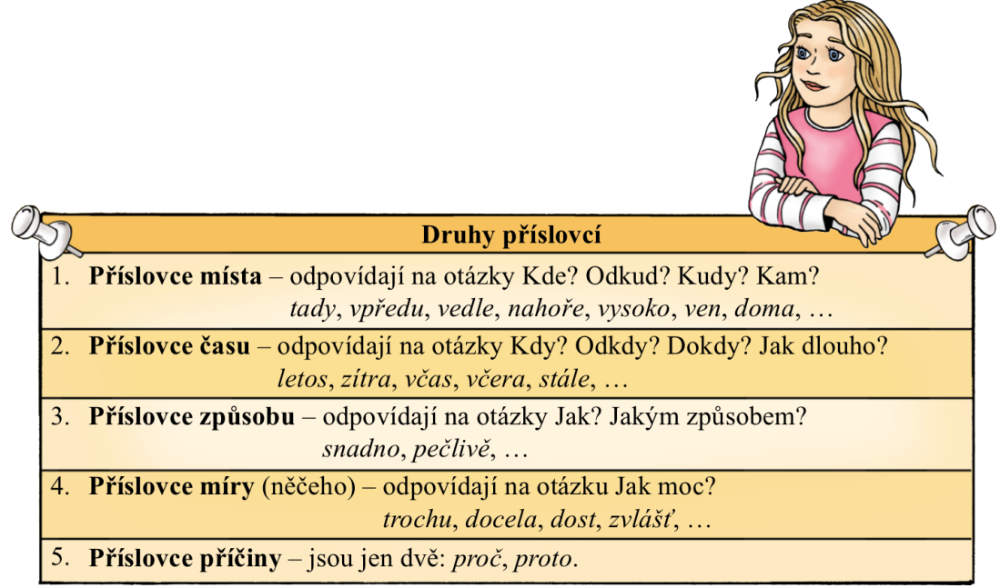 Druhy příslovcí
1. Příslovce místa – odpovídají na otázky Kde? Odkud? Kudy? Kam?
tady, vpředu, vedle, nahoře, vysoko, ven, doma, …
2. Příslovce času – odpovídají na otázky Kdy? Odkdy? Dokdy? Jak dlouho?
letos, zítra, včas, včera, stále, …
3. Příslovce způsobu – odpovídají na otázky Jak? Jakým způsobem?
snadno, pečlivě, …
4. Příslovce míry (něčeho) – odpovídají na otázku Jak moc?
trochu, docela, dost, zvlášť, …
5. Příslovce příčiny – jsou jen dvě: proč, proto.